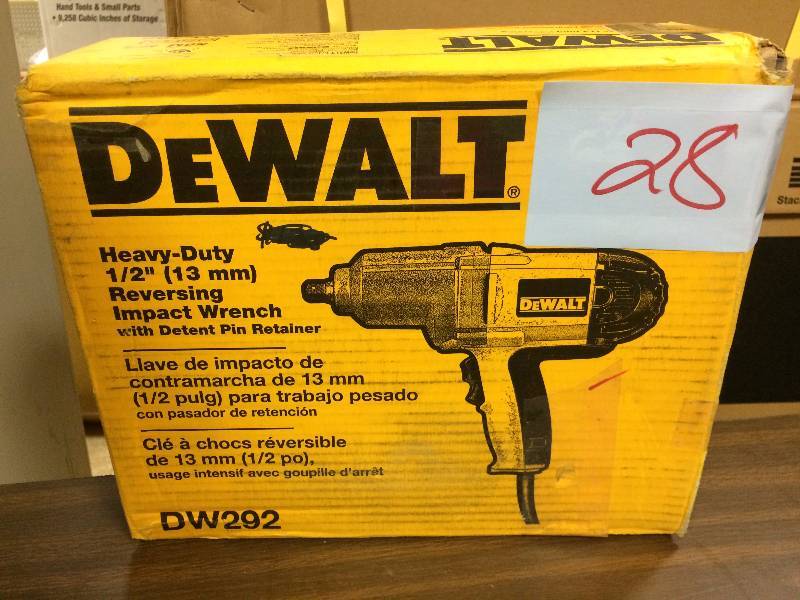 Hand Tools & Small Parts
• 9,258 Cubic Inches of Storage
DEWALT
DEWALT
DEWALT®
28
Stac
Heavy-Duty
1/2" (13 mm)
Reversing
Impact Wrench
with Detent Pin Retainer
DEWALT
Llave de impacto de
contramarcha de 13 mm
(1/2 pulg) para trabajo pesado
con pasador de retención
Clé à chocs réversible
de 13 mm (1/2 po),
usage intensif avec goupille d'arrêt
DW292